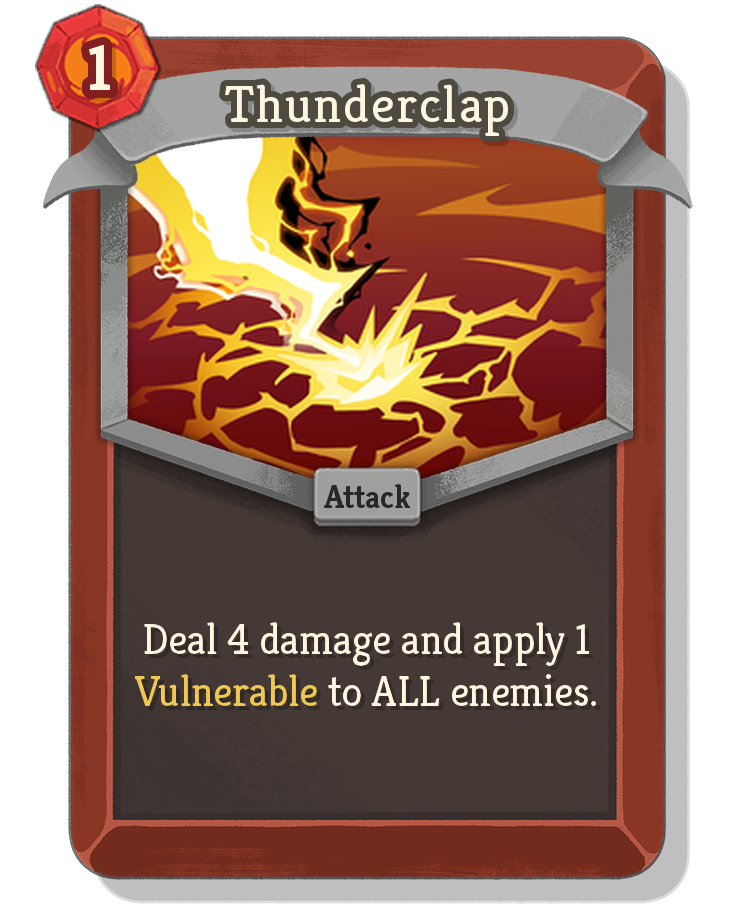 1
Thunderclap
Attack
Deal 4 damage and apply 1
Vulnerable to ALL enemies.